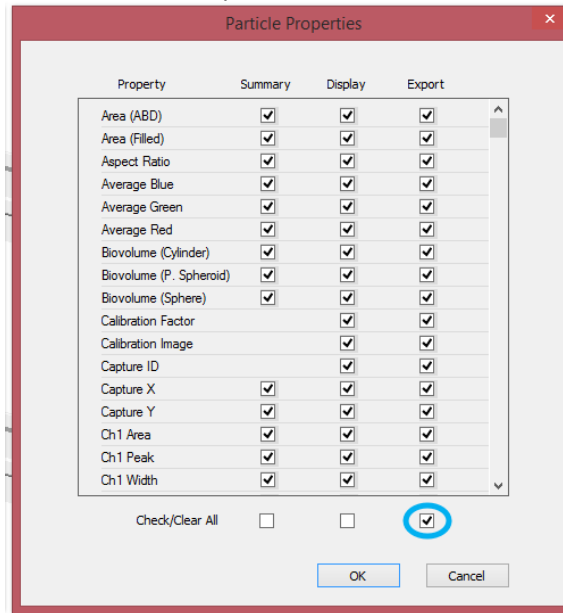 Particle Properties
Property Summary Display Export
Area (ABD)
Area (Filled)
Aspect Ratio
Average Blue
Average Green
Average Red
Biovolume (Cylinder)
Biovolume (P. Spheroid)
Biovolume (Sphere)
Calibration Factor
Calibration Image
Capture ID
Capture X
Capture Y
Ch1 Area
Ch1 Peak
Ch1 Width
Check/Clear All
OK Cancel